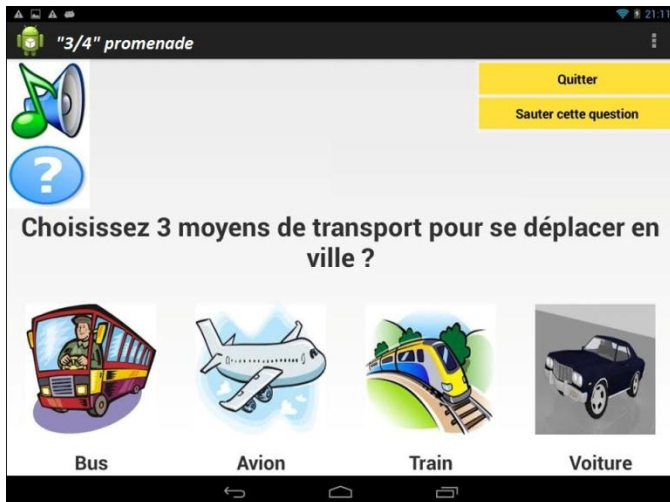 21:11
"3/4" promenade
Quitter
Sauter cette question
?
Choisissez 3 moyens de transport pour se déplacer en
ville ?
Bus Avion Train Voiture